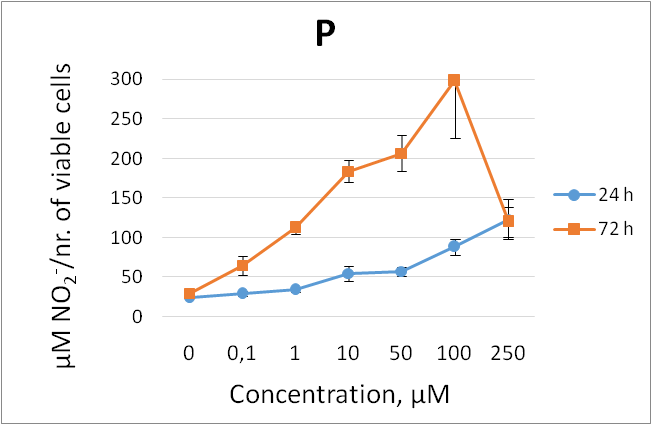 P
µM NO₂⁻/nr. of viable cells
300
250
200
150
100
50
0
0 0,1 1 10 50 100 250
Concentration, µM
24 h
72 h